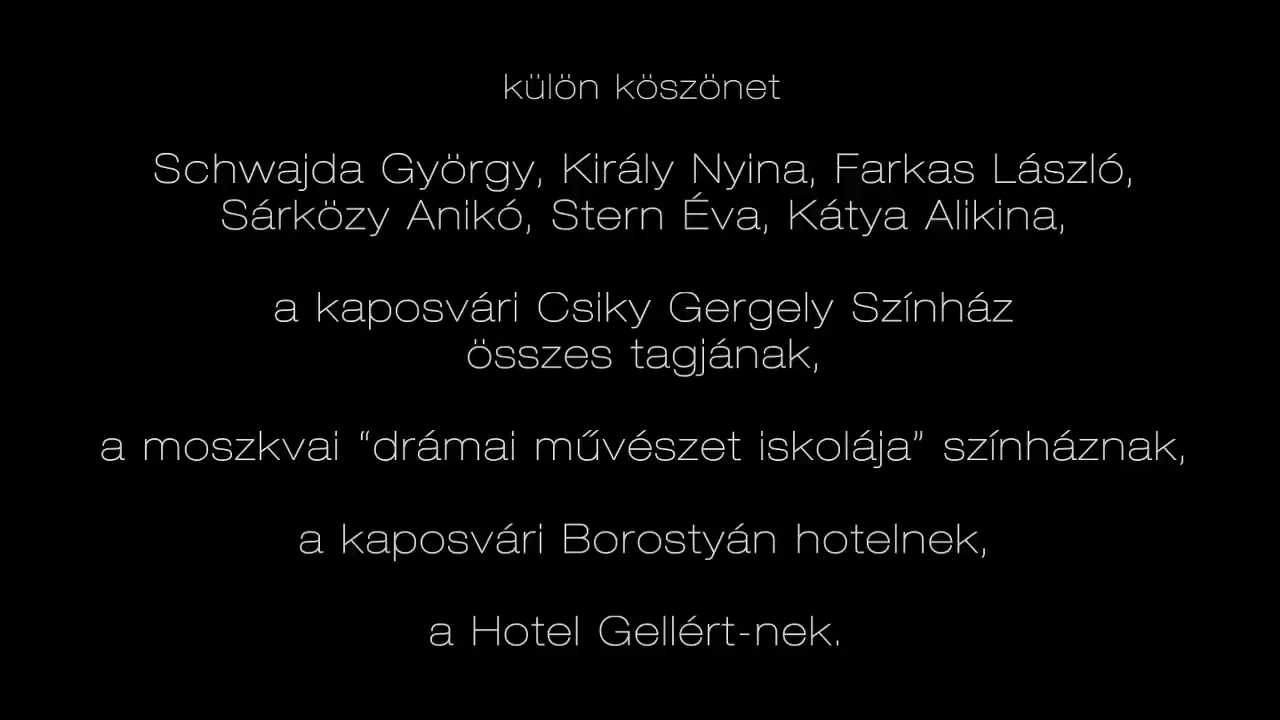 külön köszönet
Schwajda György, Király Nyina, Farkas László,
Sárközy Anikó, Stern Éva, Kátya Alikina,
a kaposvári Csiky Gergely Színház
összes tagjának,
a moszkvai “drámai művészet iskolája” színháznak,
a kaposvári Borostyán hotelnek,
a Hotel Gellért-nek.